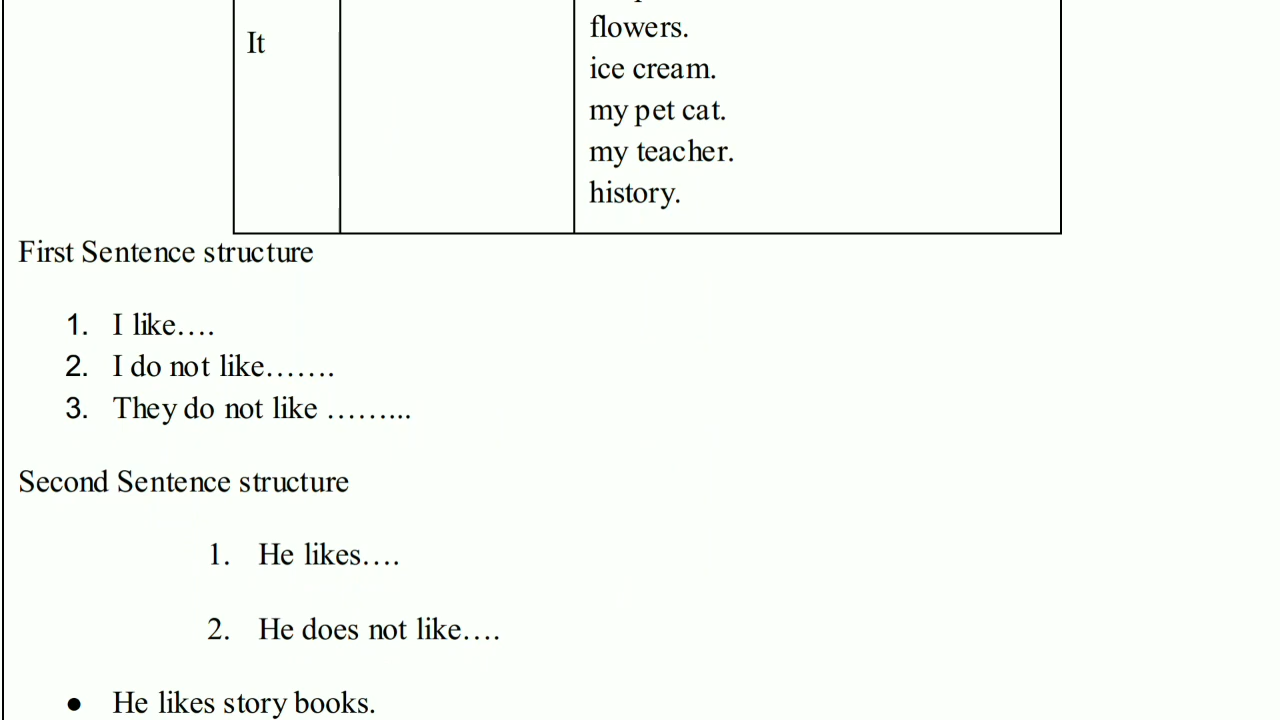 flowers.
It
ice cream.
my pet cat.
my teacher.
history.
First Sentence structure
1. I like….
2. I do not like…….
3. They do not like ……...
Second Sentence structure
1. He likes….
2. He does not like….
● He likes story books.